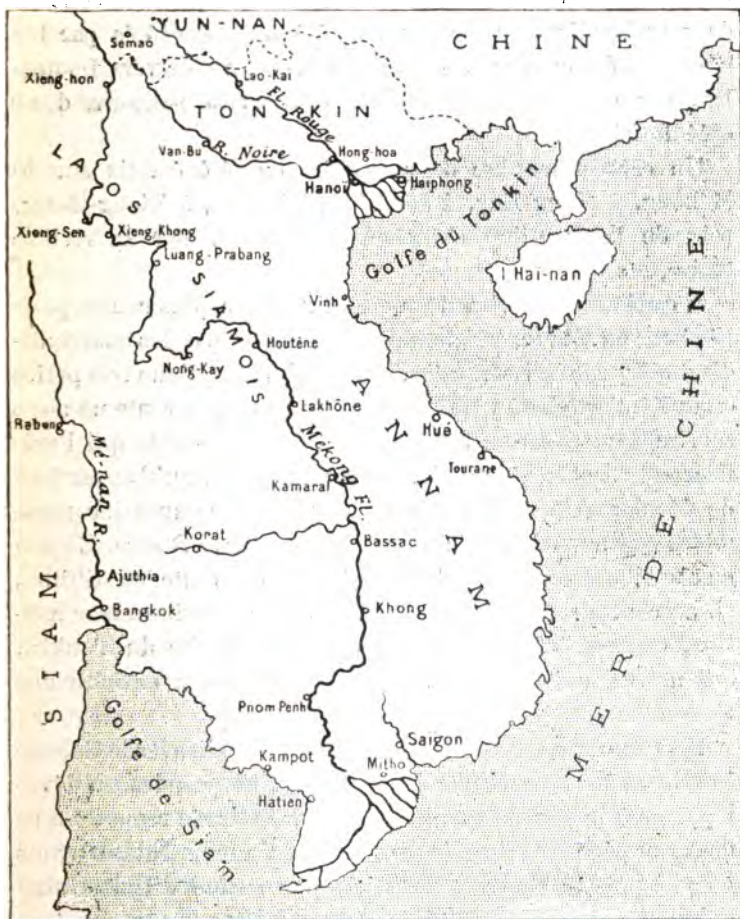 YUN-NAN
CHINE
Semao
Xieng-hon
Lao-Kai
TONKIN
Fl. Rouge
LAOS
Van-Bu
R. Noire
Hong-hoa
Hanoï
Haiphong
Golfe du Tonkin
Xieng-Sen
Xieng Khong
Luang-Prabang
I Hai-nan
SIAMOIS
Vinh
Houtène
Nong-Kay
ANNAM
Lakhône
Hué
Rabeng
Mé-nan R.
Mékong FL.
Tourane
Kamaral
Korat
Bassac
Ajuthia
Bangkok
Khong
SIAM
MER DE CHINE
Pnom Penh
Golfe de Siam
Kampot
Saigon
Mitho
Hatien